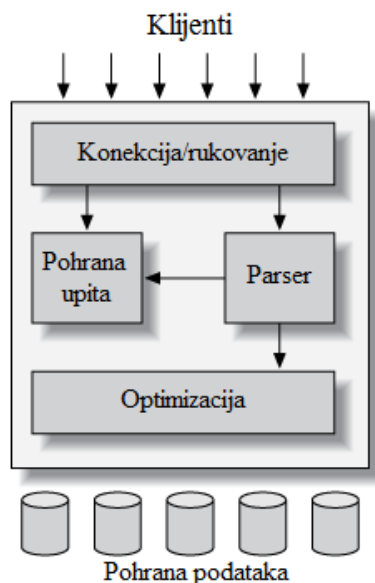 Klijenti
Konekcija/rukovanje
Pohrana
upita
Parser
Optimizacija
Pohrana podataka